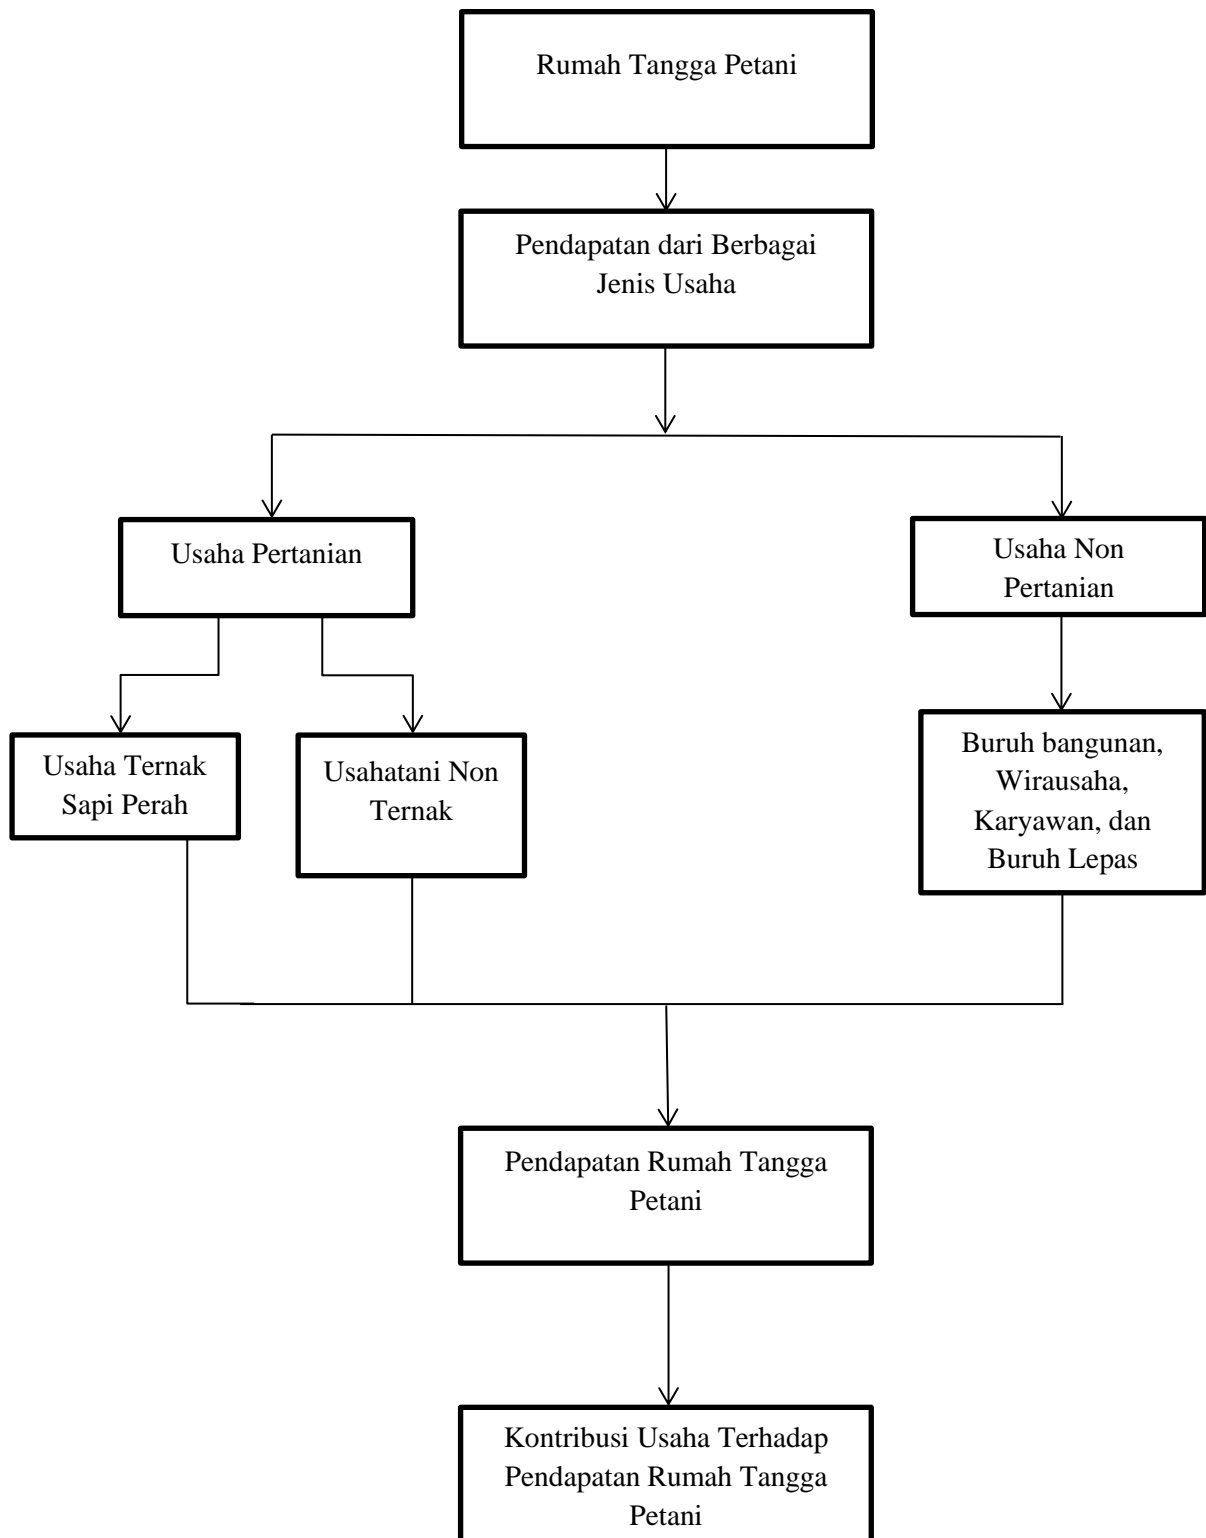 Rumah Tangga Petani
Pendapatan dari Berbagai
Jenis Usaha
Usaha Pertanian
Usaha Non
Pertanian
Usaha Ternak
Sapi Perah
Usahatani Non
Ternak
Buruh bangunan,
Wirausaha,
Karyawan, dan
Buruh Lepas
Pendapatan Rumah Tangga
Petani
Kontribusi Usaha Terhadap
Pendapatan Rumah Tangga
Petani